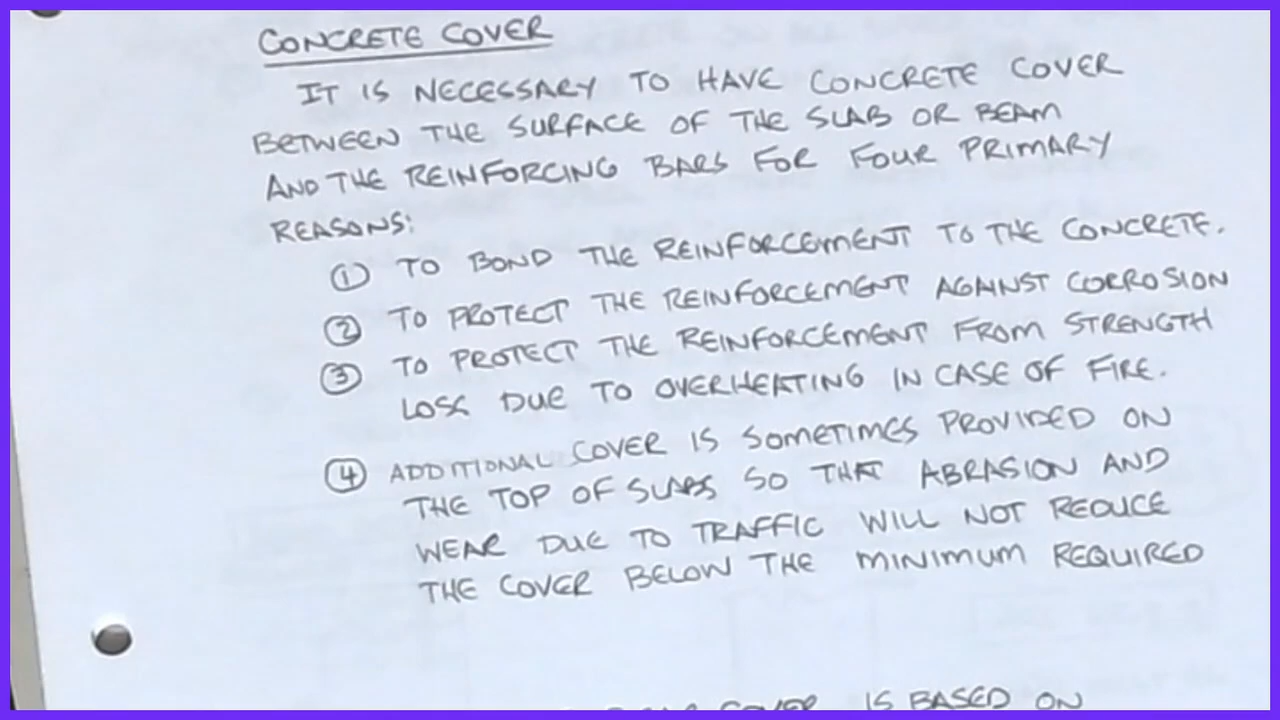 CONCRETE COVER
IT IS NECESSARY TO HAVE CONCRETE COVER
BETWEEN THE SURFACE OF THE SLAB OR BEAM
AND THE REINFORCING BARS FOR FOUR PRIMARY
REASONS:
① TO BOND THE REINFORCEMENT TO THE CONCRETE.
② TO PROTECT THE REINFORCEMENT AGAINST CORROSION
③ TO PROTECT THE REINFORCEMENT FROM STRENGTH
LOSS DUE TO OVERHEATING IN CASE OF FIRE.
④ ADDITIONAL COVER IS SOMETIMES PROVIDED ON
THE TOP OF SLABS SO THAT ABRASION AND
WEAR DUE TO TRAFFIC WILL NOT REDUCE
THE COVER BELOW THE MINIMUM REQUIRED
COVER IS BASED ON